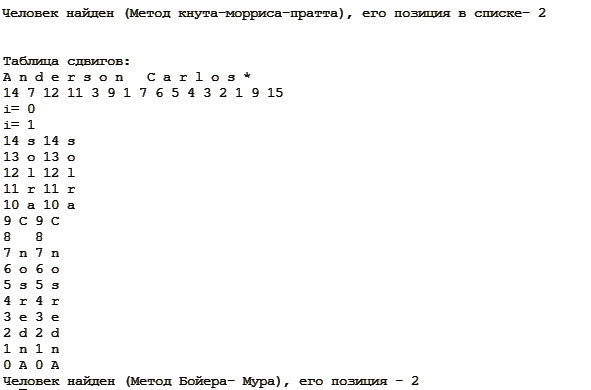 Человек найден (Метод кнута-морриса-пратта), его позиция в списке- 2
Таблица сдвигов:
A n d e r s o n   C a r l o s *
14 7 12 11 3 9 1 7 6 5 4 3 2 1 9 15
i= 0
i= 1
14 s 14 s
13 o 13 o
12 l 12 l
11 r 11 r
10 a 10 a
9 C 9 C
8   8
7 n 7 n
6 o 6 o
5 s 5 s
4 r 4 r
3 e 3 e
2 d 2 d
1 n 1 n
0 A 0 A
Человек найден (Метод Бойера- Мура), его позиция - 2